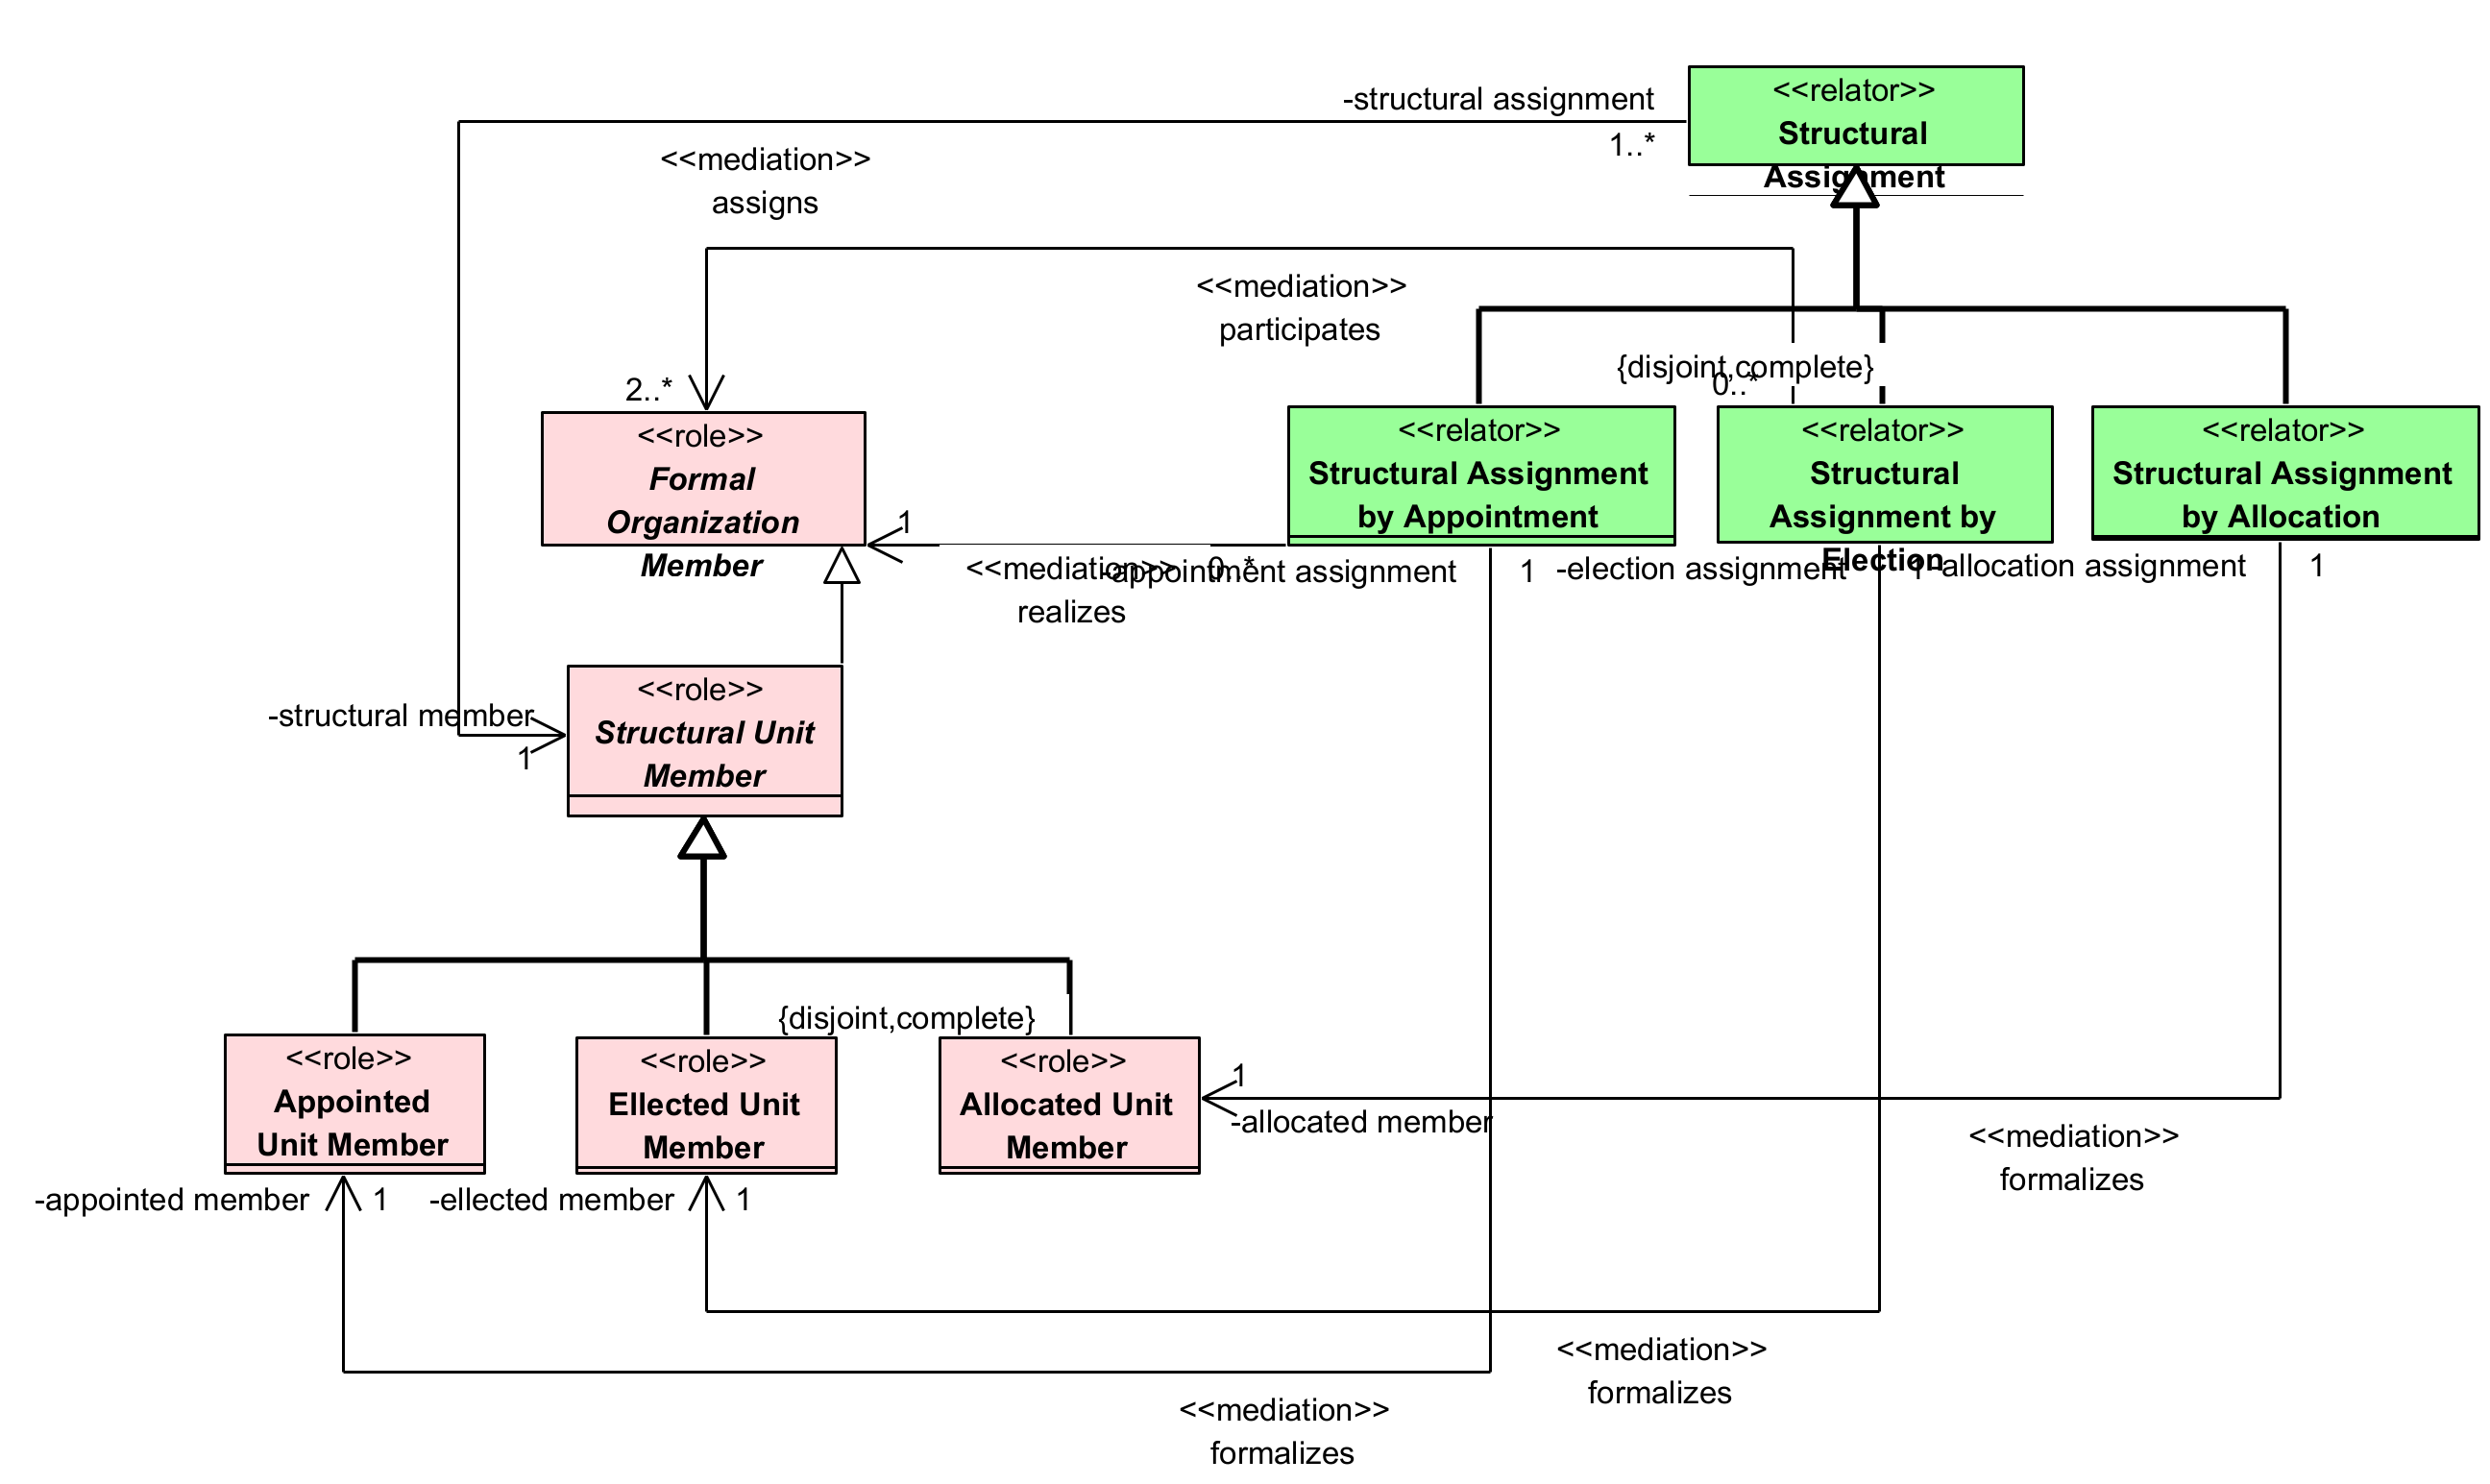 <<relator>>
Structural
Assignment
-structural assignment
1..*
<<mediation>>
assigns
<<mediation>>
participates
{disjoint,complete}
0..*
2..*
<<role>>
Formal
Organization
Member
<<relator>>
Structural Assignment
by Appointment
<<relator>>
Structural
Assignment by
Election
<<relator>>
Structural Assignment
by Allocation
1
<<mediation>>
realizes
0..*
-appointment assignment
1
-election assignment
1
-allocation assignment
1
<<role>>
Structural Unit
Member
-structural member
1
{disjoint,complete}
<<role>>
Appointed
Unit Member
<<role>>
Ellected Unit
Member
<<role>>
Allocated Unit
Member
1
-allocated member
<<mediation>>
formalizes
-appointed member
1
-ellected member
1
<<mediation>>
formalizes
<<mediation>>
formalizes